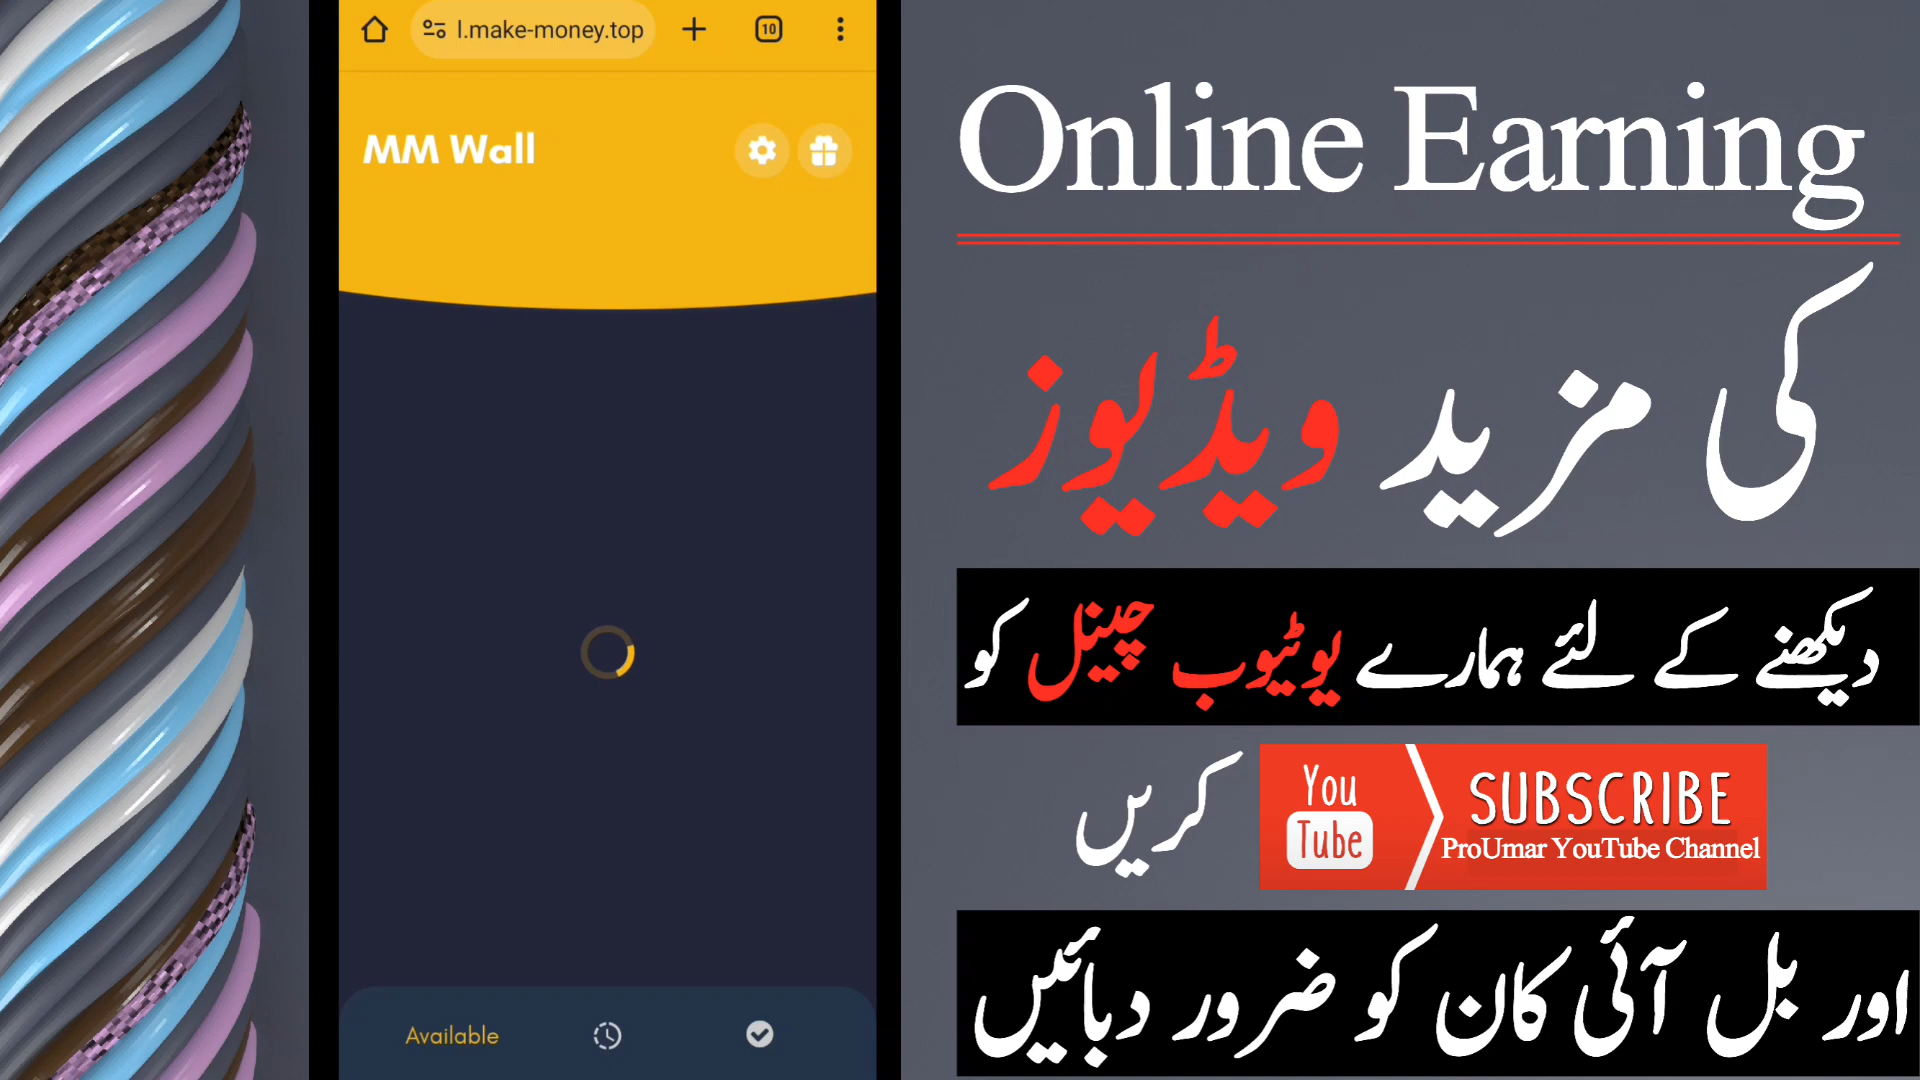 l.make-money.top
10
MM Wall
Available
Online Earning
کی مزید ویڈیوز
دیکھنے کے لئے ہمارے یوٹیوب چینل کو
You
Tube
SUBSCRIBE
ProUmar YouTube Channel
کریں
اور بل آئی کان کو ضرور دبائیں